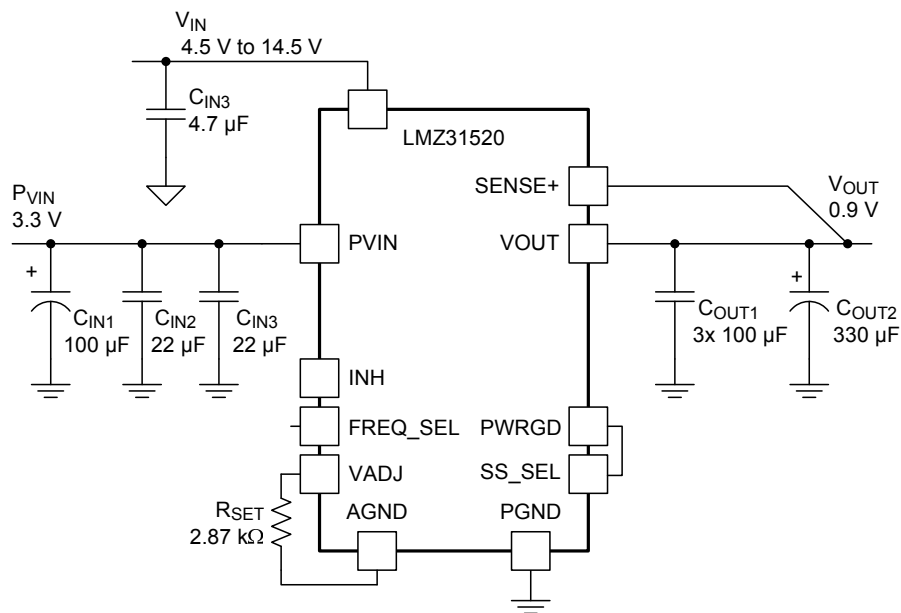 VIN
4.5 V to 14.5 V
CIN3
4.7 µF
LMZ31520
SENSE+
VOUT
0.9 V
PVIN
3.3 V
PVIN
VOUT
CIN1
100 µF
CIN2
22 µF
CIN3
22 µF
COUT1
3x 100 µF
+
COUT2
330 µF
+
INH
FREQ_SEL
PWRGD
VADJ
SS_SEL
RSET
2.87 kΩ
AGND
PGND